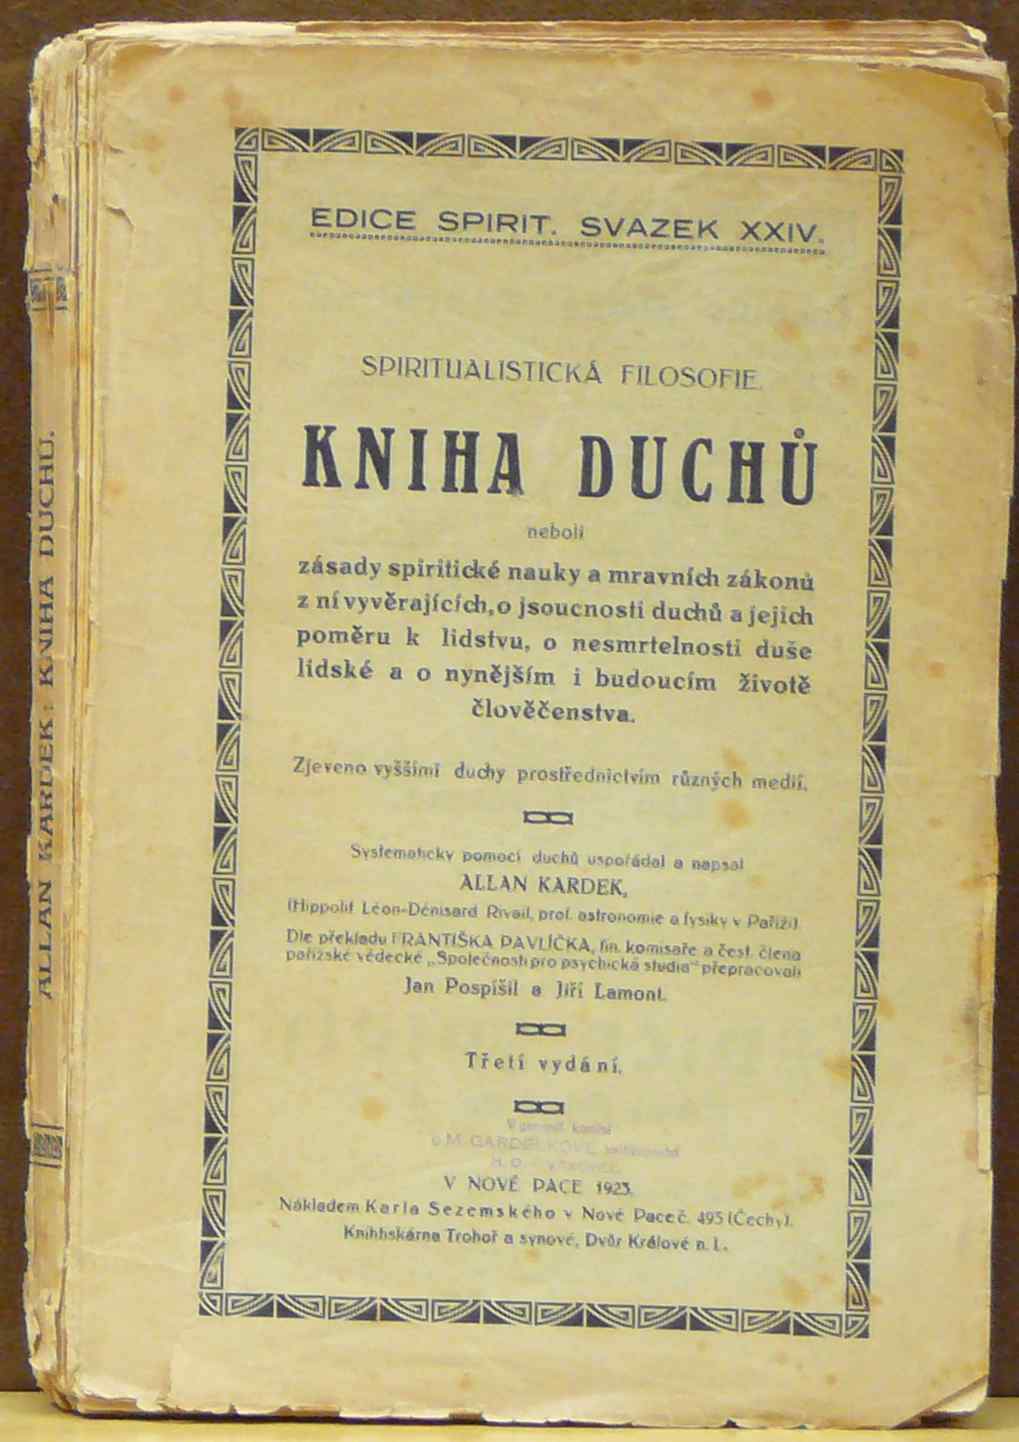 EDICE SPIRIT. SVAZEK XXIV.
SPIRITUALISTICKÁ FILOSOFIE.
KNIHA DUCHŮ
neboli
zásady spiritické nauky a mravních zákonů
z ní vyvěrajících, o jsoucnosti duchů a jejich
poměru k lidstvu, o nesmrtelnosti duše
lidské a o nynějším i budoucím životě
člověčenstva.
Zjeveno vyššími duchy prostřednictvím různých medií.
Systematicky pomocí duchů uspořádal a napsal
ALLAN KARDEK,
(Hippolit Léon-Dénisard Rivail, prof. astronomie a fysiky v Paříži).
Dle překladu FRANTIŠKA PAVLÍČKA, fin. komisaře a čest. člena
pařížské vědecké „Společnosti pro psychická studia“ přepracovali
Jan Pospíšil a Jiří Lamont.
Třetí vydání.
V NOVÉ PACE 1923.
Nákladem Karla Sezemského v Nové Pace č. 495 (Čechy).
Knihhskárna Trohoř a synové, Dvůr Králové n. L.
ALLAN KARDEK: KNIHA DUCHŮ.